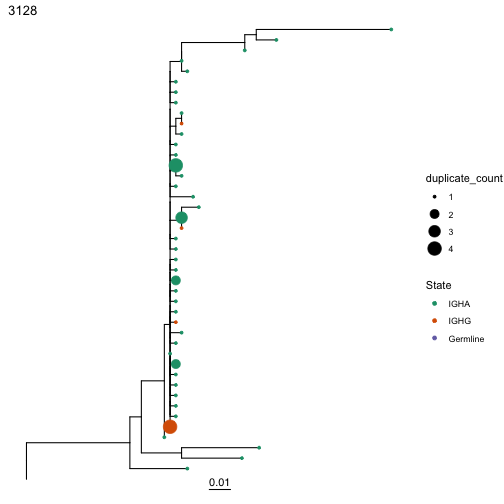 3128
duplicate_count
1
2
3
4
State
IGHA
IGHG
Germline
0.01